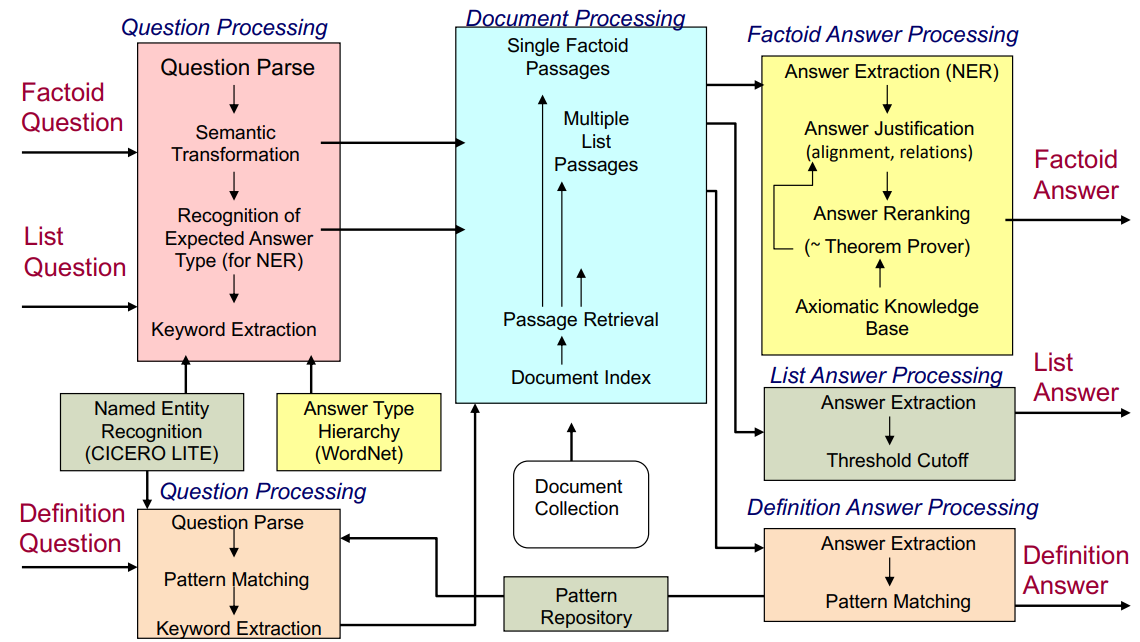 Question Processing
Question Parse
Semantic
Transformation
Recognition of
Expected Answer
Type (for NER)
Keyword Extraction
Factoid
Question
List
Question
Named Entity
Recognition
(CICERO LITE)
Answer Type
Hierarchy
(WordNet)
Question Processing
Question Parse
Pattern Matching
Keyword Extraction
Definition
Question
Document Processing
Single Factoid
Passages
Multiple
List
Passages
Passage Retrieval
Document Index
Document
Collection
Pattern
Repository
Factoid Answer Processing
Answer Extraction (NER)
Answer Justification
(alignment, relations)
Answer Reranking
(~ Theorem Prover)
Axiomatic Knowledge
Base
Factoid
Answer
List Answer Processing
Answer Extraction
Threshold Cutoff
List
Answer
Definition Answer Processing
Answer Extraction
Pattern Matching
Definition
Answer